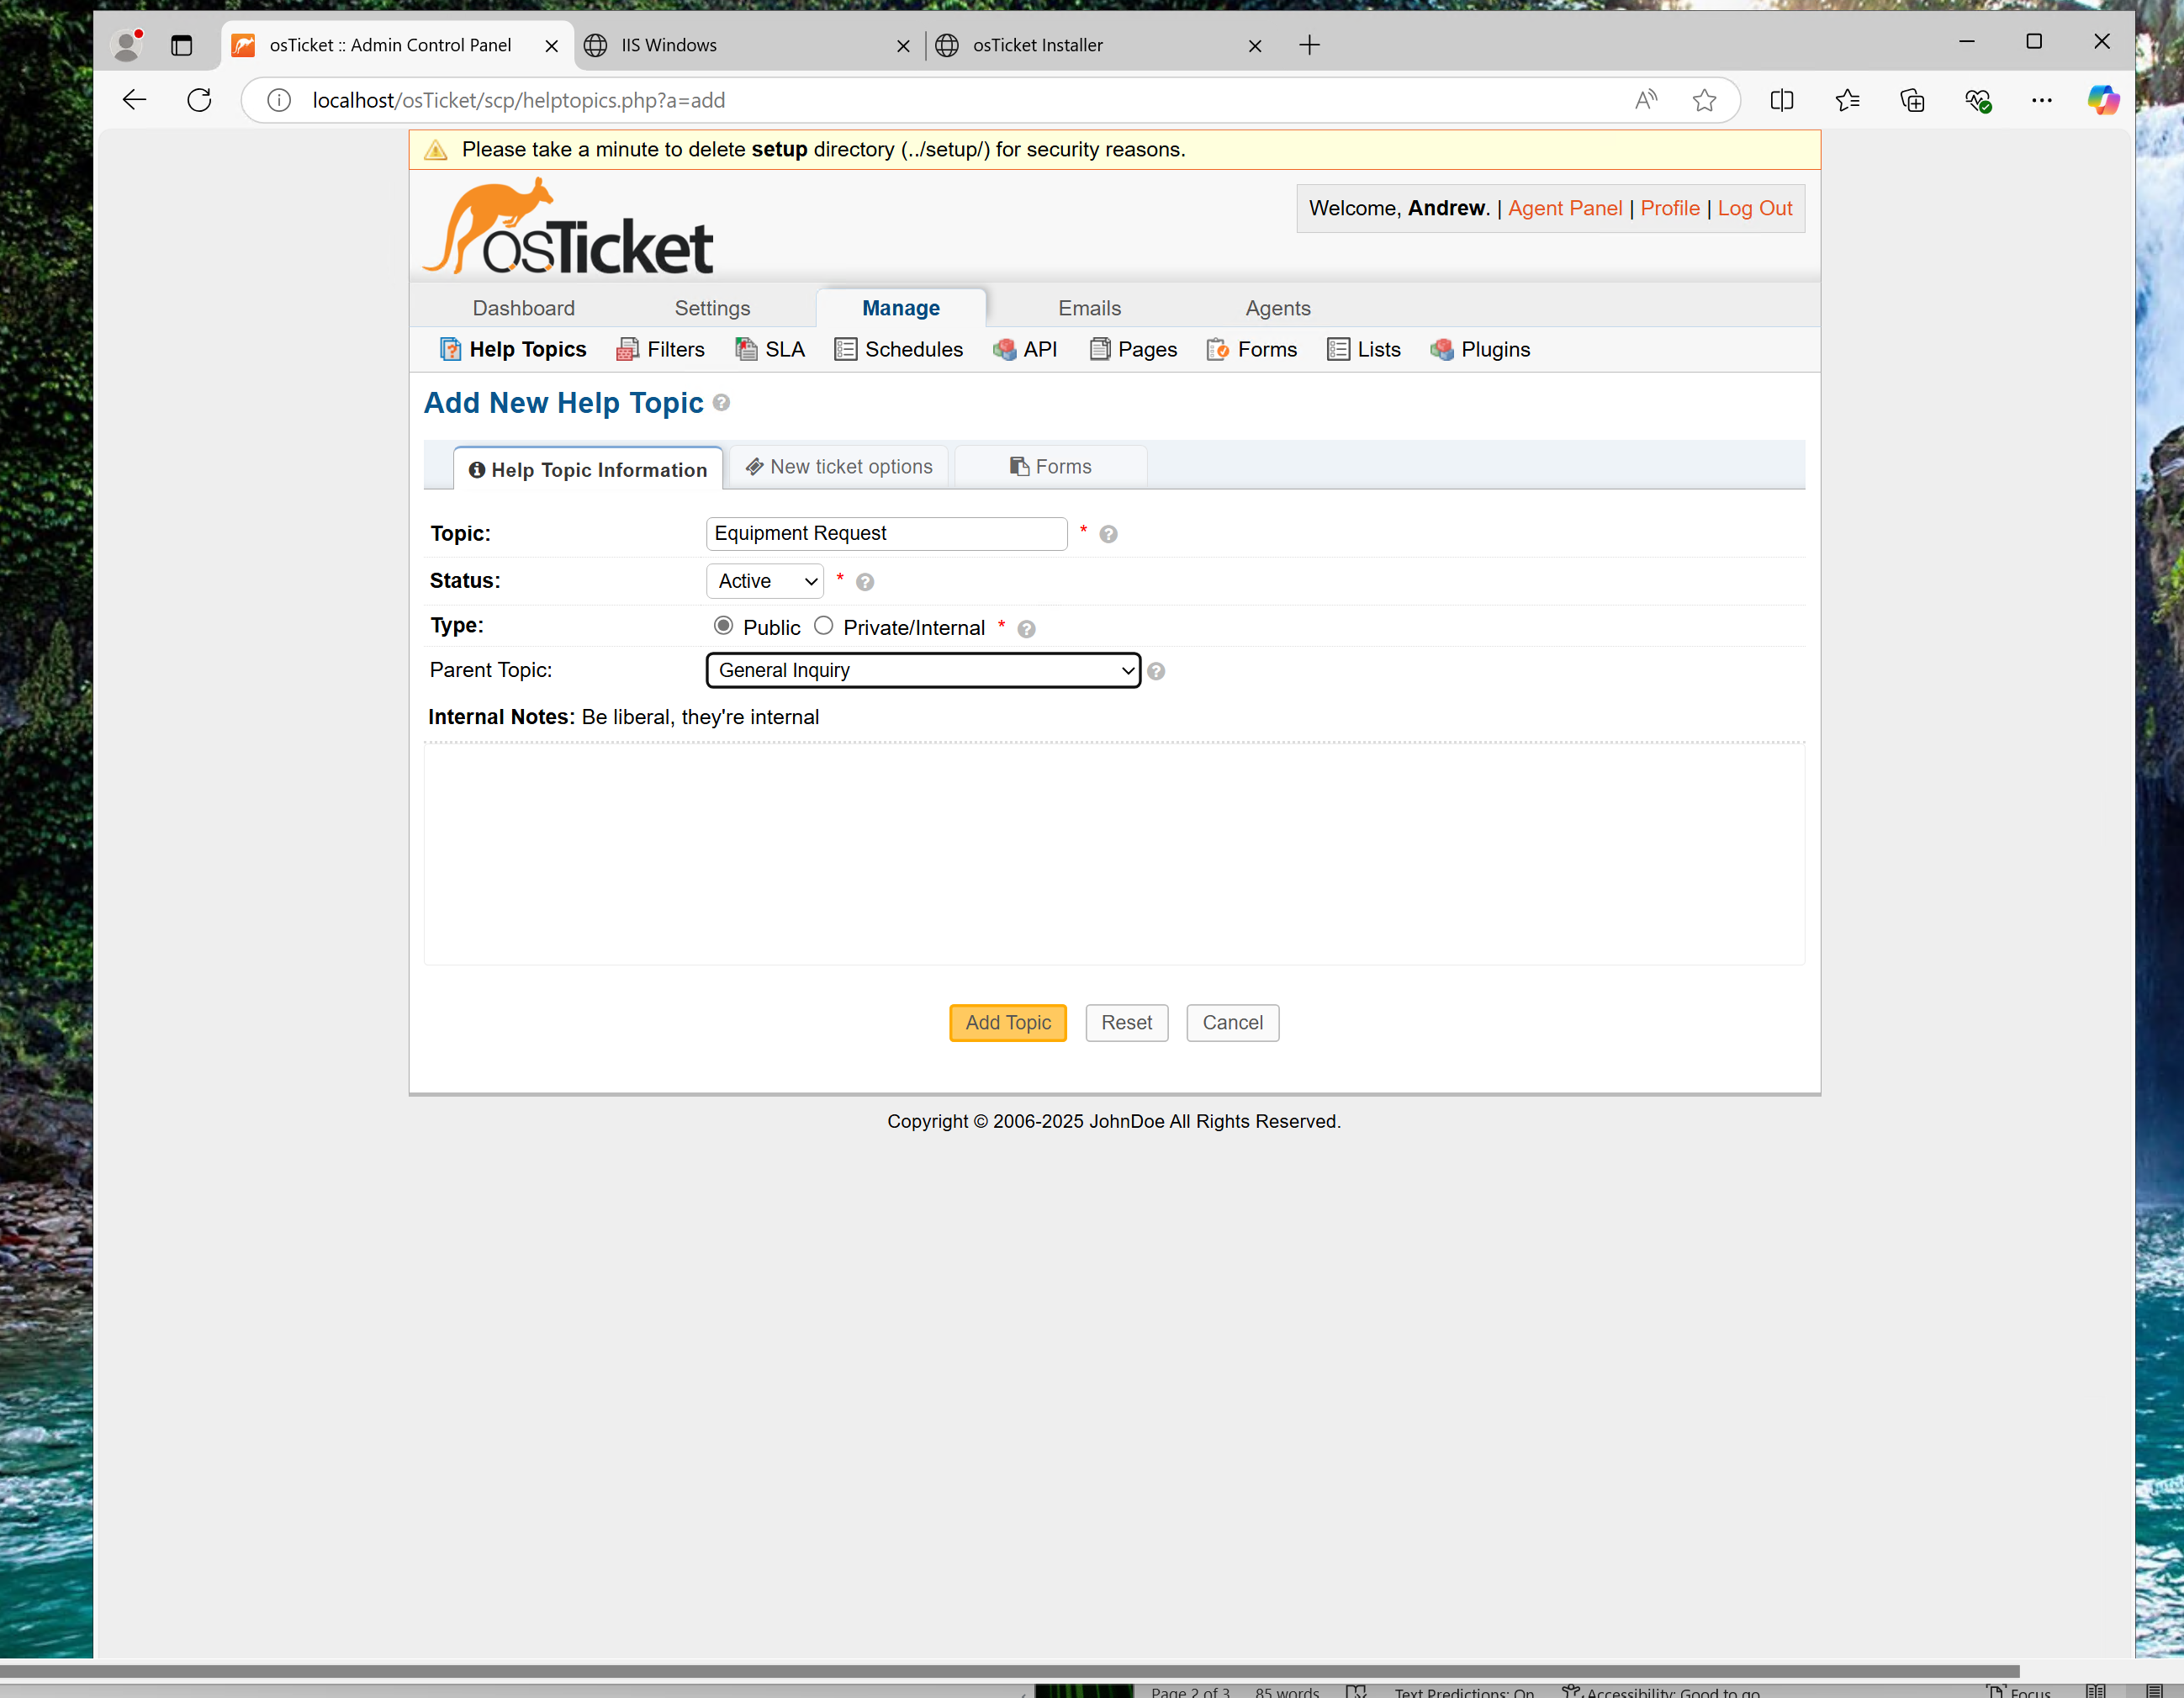 osTicket :: Admin Control Panel
IIS Windows
osTicket Installer
localhost/osTicket/scp/helptopics.php?a=add
Please take a minute to delete setup directory (../setup/) for security reasons.
osTicket
Welcome, Andrew. | Agent Panel | Profile | Log Out
Dashboard Settings Manage Emails Agents
Help Topics Filters SLA Schedules API Pages Forms Lists Plugins
Add New Help Topic
Help Topic Information New ticket options Forms
Topic: Equipment Request *
Status: Active *
Type: Public Private/Internal *
Parent Topic: General Inquiry
Internal Notes: Be liberal, they're internal
Add Topic Reset Cancel
Copyright © 2006-2025 JohnDoe All Rights Reserved.
Page 2 of 3 85 words Text Predictions: On Accessibility: Good to go Focus